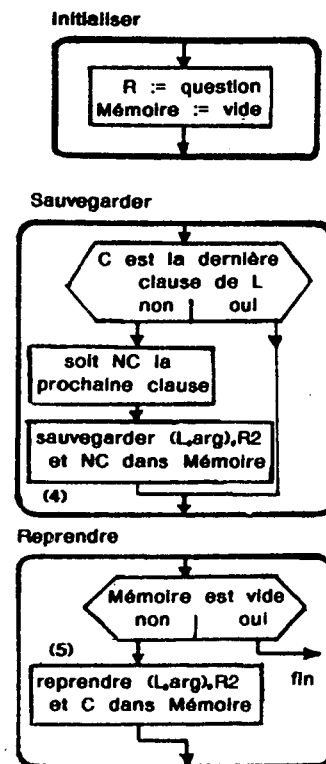 Initialiser
R := question
Mémoire := vide
Sauvegarder
C est la dernière
clause de L
non oui
soit NC la
prochaine clause
sauvegarder (L,arg),R2
et NC dans Mémoire
(4)
Reprendre
Mémoire est vide
non oui
(5)
fin
reprendre (L,arg),R2
et C dans Mémoire